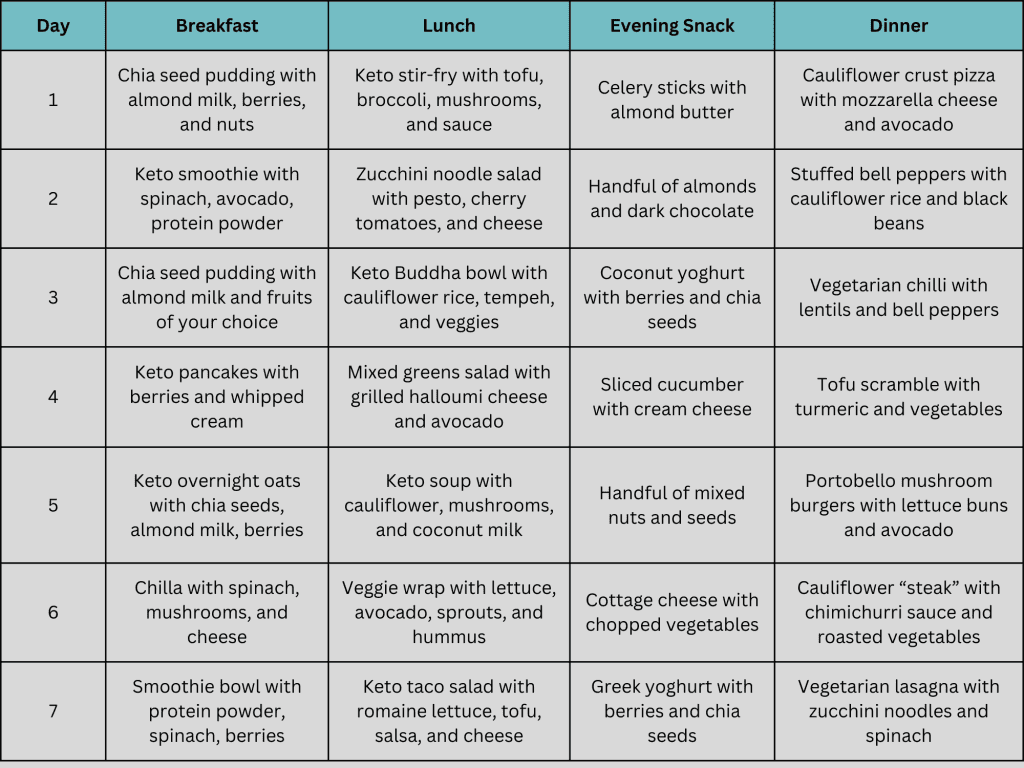 Day
Breakfast
Lunch
Evening Snack
Dinner
1
Chia seed pudding with
almond milk, berries,
and nuts
Keto stir-fry with tofu,
broccoli, mushrooms,
and sauce
Celery sticks with
almond butter
Cauliflower crust pizza
with mozzarella cheese
and avocado
2
Keto smoothie with
spinach, avocado,
protein powder
Zucchini noodle salad
with pesto, cherry
tomatoes, and cheese
Handful of almonds
and dark chocolate
Stuffed bell peppers with
cauliflower rice and black
beans
3
Chia seed pudding with
almond milk and fruits
of your choice
Keto Buddha bowl with
cauliflower rice, tempeh,
and veggies
Coconut yoghurt
with berries and chia
seeds
Vegetarian chilli with
lentils and bell peppers
4
Keto pancakes with
berries and whipped
cream
Mixed greens salad with
grilled halloumi cheese
and avocado
Sliced cucumber
with cream cheese
Tofu scramble with
turmeric and vegetables
5
Keto overnight oats
with chia seeds,
almond milk, berries
Keto soup with
cauliflower, mushrooms,
and coconut milk
Handful of mixed
nuts and seeds
Portobello mushroom
burgers with lettuce buns
and avocado
6
Chilla with spinach,
mushrooms, and
cheese
Veggie wrap with lettuce,
avocado, sprouts, and
hummus
Cottage cheese with
chopped vegetables
Cauliflower “steak” with
chimichurri sauce and
roasted vegetables
7
Smoothie bowl with
protein powder,
spinach, berries
Keto taco salad with
romaine lettuce, tofu,
salsa, and cheese
Greek yoghurt with
berries and chia
seeds
Vegetarian lasagna with
zucchini noodles and
spinach